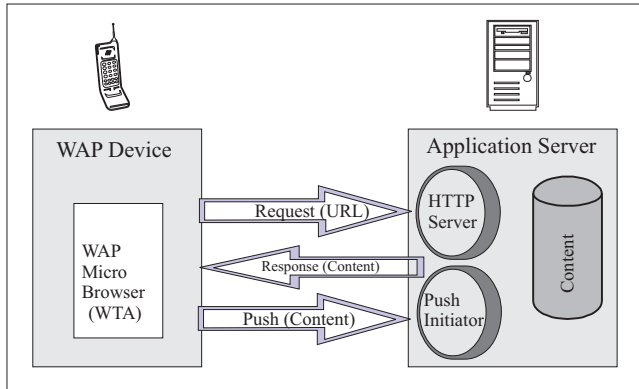 WAP Device
Application Server
WAP
Micro
Browser
(WTA)
Request (URL)
Response (Content)
Push (Content)
HTTP
Server
Push
Initiator
Content